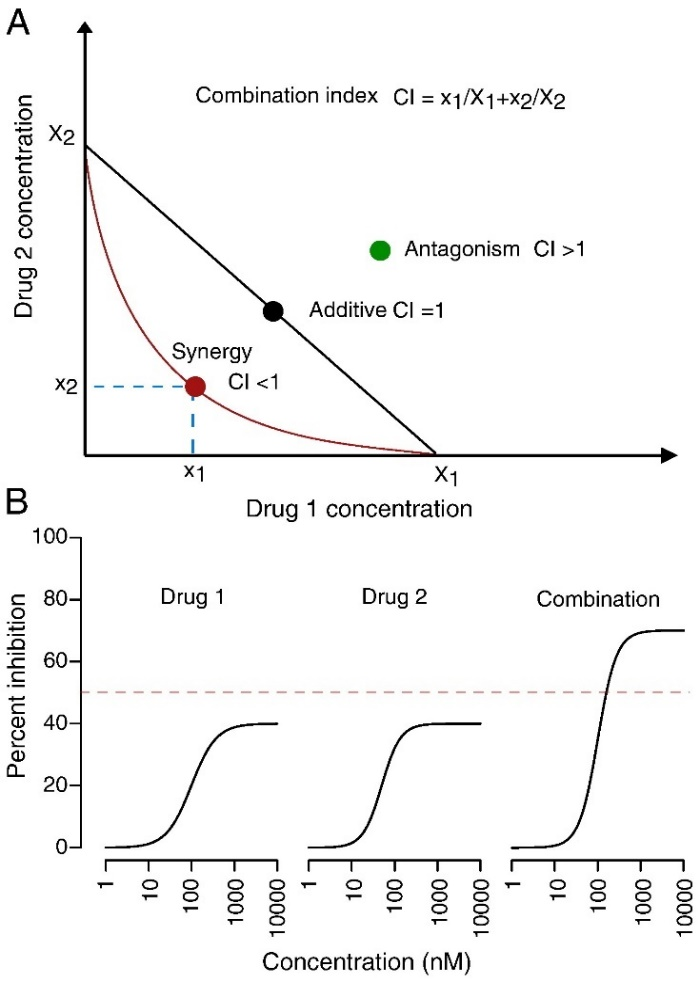 A
Combination index CI = x1/X1+x2/X2
X2
Drug 2 concentration
Antagonism CI >1
Additive CI =1
Synergy
CI <1
x2
x1
X1
Drug 1 concentration
B
100
80
60
40
20
0
Percent inhibition
Drug 1
Drug 2
Combination
1
10
100
1000
10000
1
10
100
1000
10000
1
10
100
1000
10000
Concentration (nM)